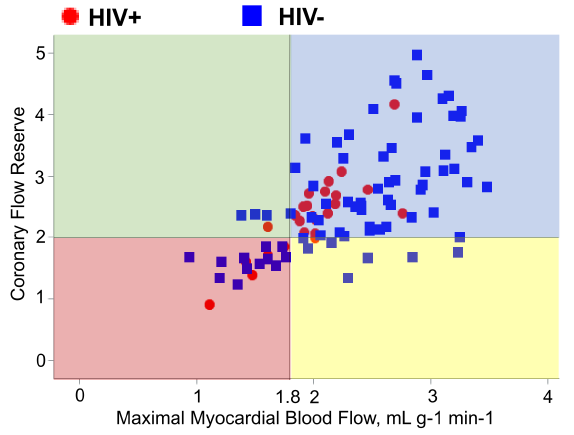 HIV+ HIV-
5
4
3
2
1
0
Coronary Flow Reserve
0 1 1.8 2 3 4
Maximal Myocardial Blood Flow, mL g-1 min-1